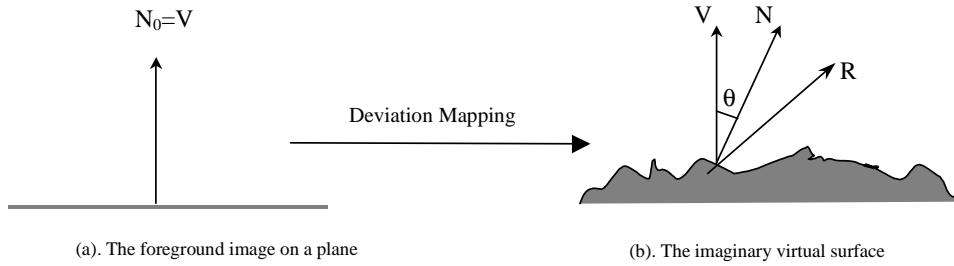 N0=V
V
N
R
θ
Deviation Mapping
(a). The foreground image on a plane
(b). The imaginary virtual surface